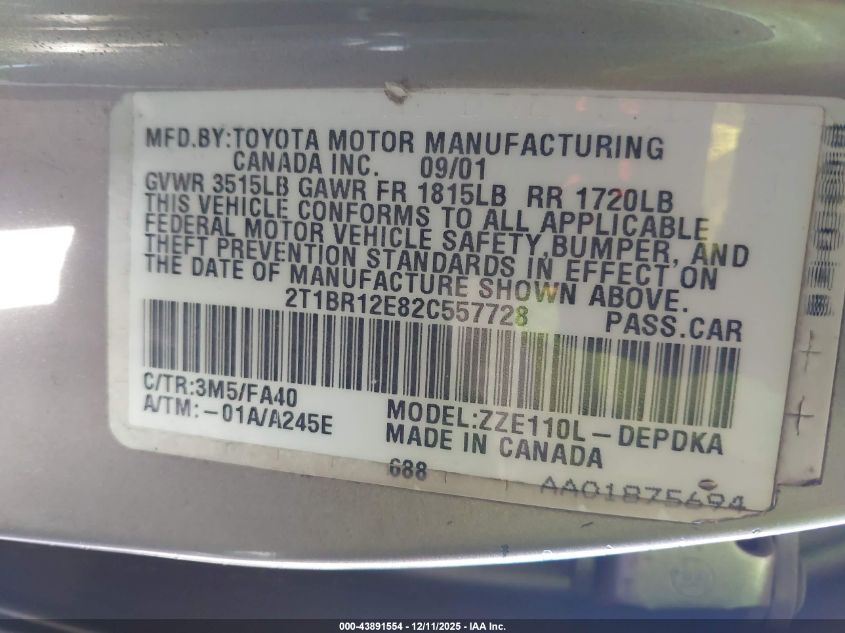 MFD.BY:TOYOTA MOTOR MANUFACTURING
CANADA INC. 09/01
GVWR 3515LB GAWR FR 1815LB RR 1720LB
THIS VEHICLE CONFORMS TO ALL APPLICABLE
FEDERAL MOTOR VEHICLE SAFETY,BUMPER, AND
THEFT PREVENTION STANDARDS IN EFFECT ON
THE DATE OF MANUFACTURE SHOWN ABOVE.
2T1BR12E82C557728 PASS.CAR
C/TR:3M5/FA40
A/TM:-01A/A245E
MODEL:ZZE110L-DEPDKA
MADE IN CANADA
688
AA01875694
000-43891554 - 12/11/2025 - IAA Inc.